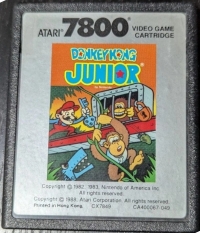 ATARI 7800 VIDEO GAME
CARTRIDGE
DONKEY KONG
JUNIOR
Copyright © 1982, 1983, Nintendo of America Inc.
All rights reserved.
Copyright © 1988, Atari Corporation. All rights reserved.
Printed in Hong Kong CX7849